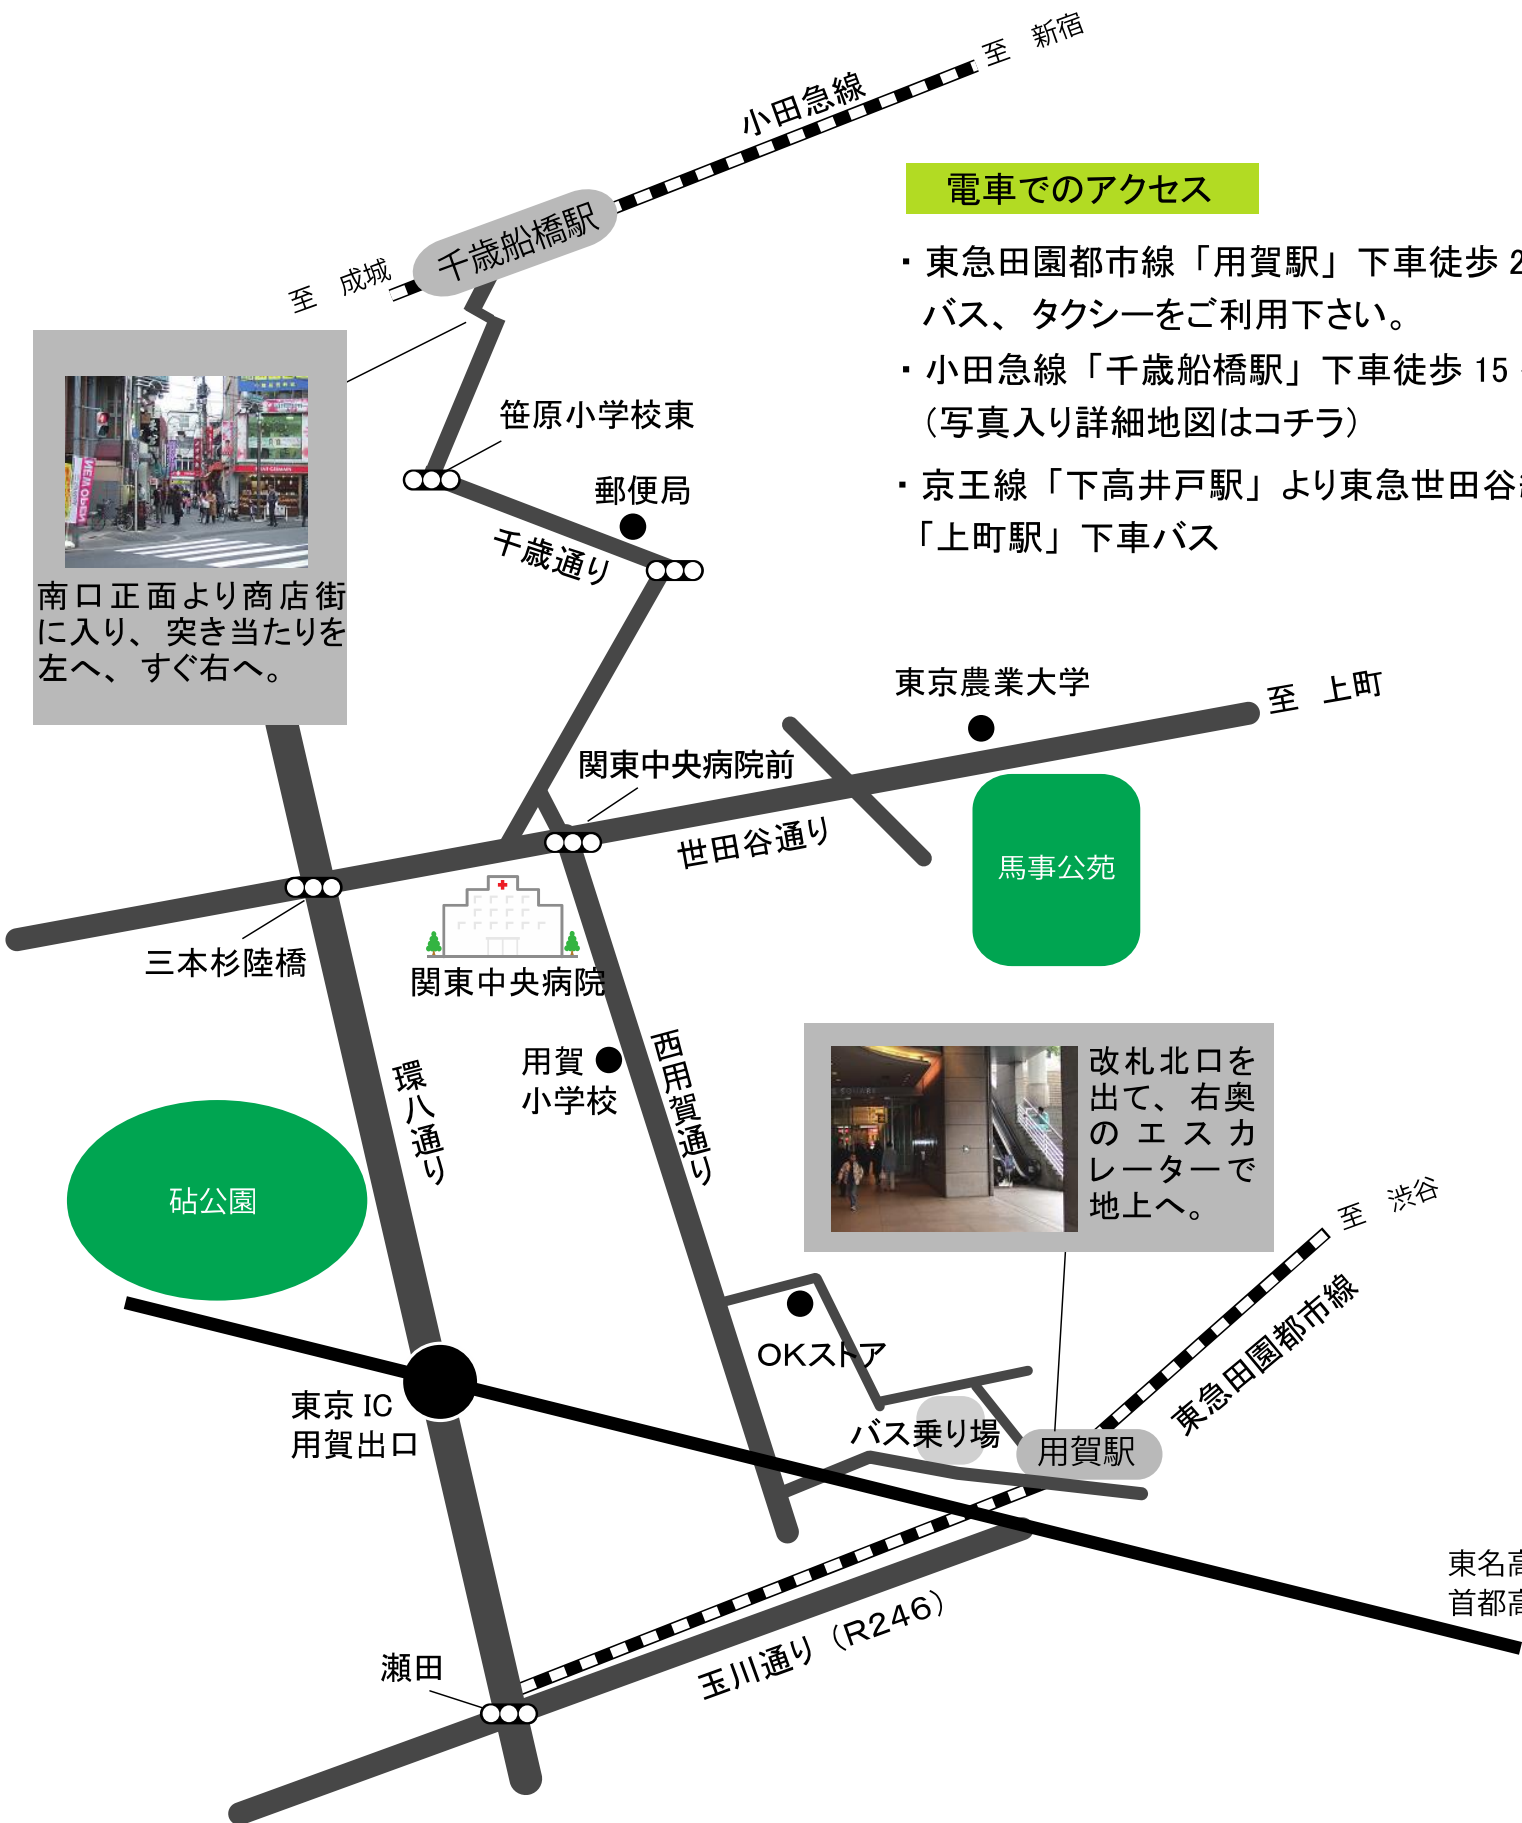 至　新宿
小田急線
電車でのアクセス
千歳船橋駅
至　成城
・東急田園都市線「用賀駅」下車徒歩 2
バス、タクシーをご利用下さい。
・小田急線「千歳船橋駅」下車徒歩 15
（写真入り詳細地図はコチラ）
・京王線「下高井戸駅」より東急世田谷線
「上町駅」下車バス
笹原小学校東
郵便局
千歳通り
NEW OPEN
南口正面より商店街
に入り、突き当たりを
左へ、すぐ右へ。
東京農業大学
至　上町
関東中央病院前
世田谷通り
馬事公苑
三本杉陸橋
関東中央病院
用賀
小学校
西用賀通り
環八通り
砧公園
改札北口を
出て、右奥
のエスカ
レーターで
地上へ。
至　渋谷
東急田園都市線
OKストア
バス乗り場
用賀駅
東京 IC
用賀出口
東名高
首都高
玉川通り（R246）
瀬田